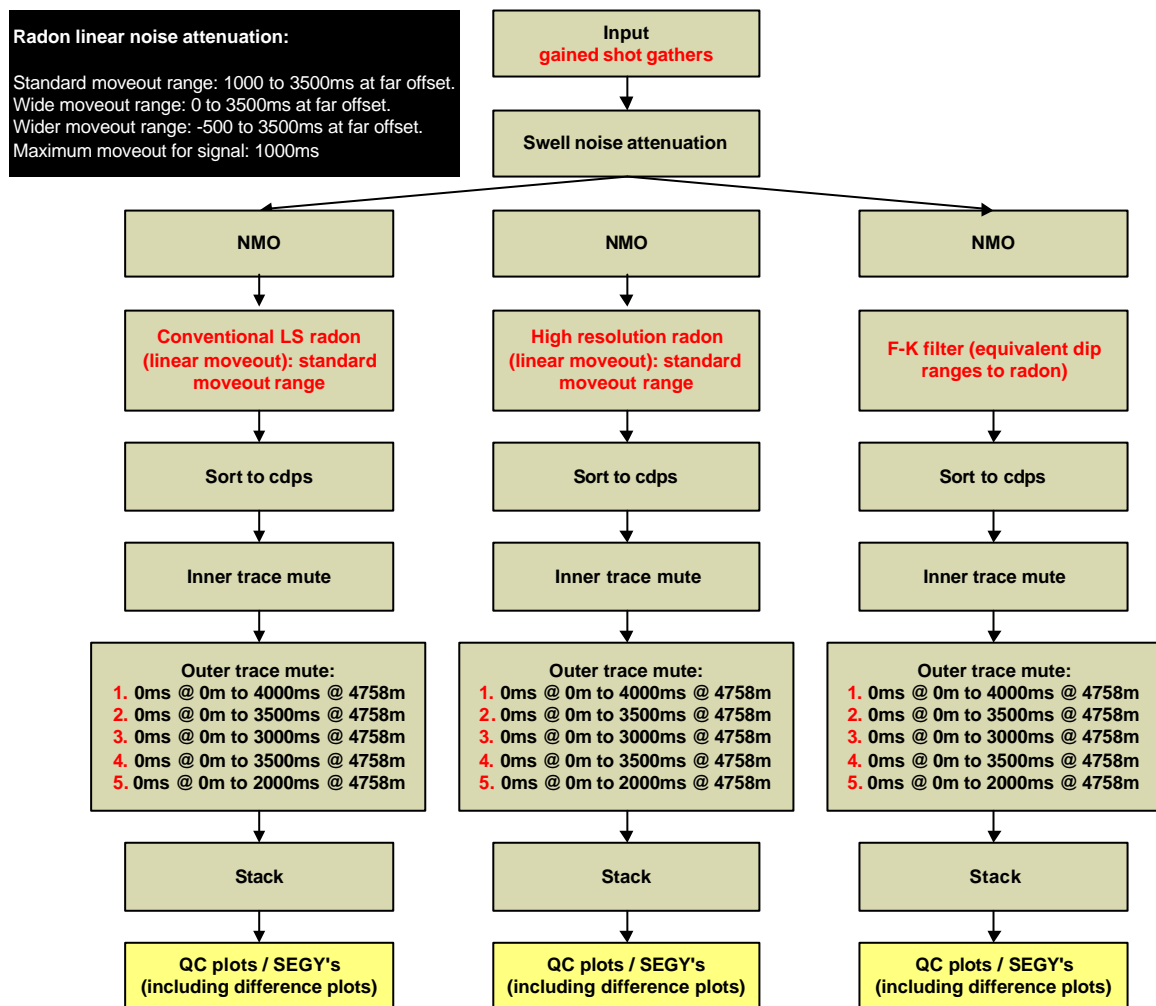 Radon linear noise attenuation:
Standard moveout range: 1000 to 3500ms at far offset.
Wide moveout range: 0 to 3500ms at far offset.
Wider moveout range: -500 to 3500ms at far offset.
Maximum moveout for signal: 1000ms
Input
gained shot gathers
Swell noise attenuation
NMO
Conventional LS radon
(linear moveout): standard
moveout range
Sort to cdps
Inner trace mute
Outer trace mute:
1. 0ms @ 0m to 4000ms @ 4758m
2. 0ms @ 0m to 3500ms @ 4758m
3. 0ms @ 0m to 3000ms @ 4758m
4. 0ms @ 0m to 3500ms @ 4758m
5. 0ms @ 0m to 2000ms @ 4758m
Stack
QC plots / SEGY's
(including difference plots)
NMO
High resolution radon
(linear moveout): standard
moveout range
Sort to cdps
Inner trace mute
Outer trace mute:
1. 0ms @ 0m to 4000ms @ 4758m
2. 0ms @ 0m to 3500ms @ 4758m
3. 0ms @ 0m to 3000ms @ 4758m
4. 0ms @ 0m to 3500ms @ 4758m
5. 0ms @ 0m to 2000ms @ 4758m
Stack
QC plots / SEGY's
(including difference plots)
NMO
F-K filter (equivalent dip
ranges to radon)
Sort to cdps
Inner trace mute
Outer trace mute:
1. 0ms @ 0m to 4000ms @ 4758m
2. 0ms @ 0m to 3500ms @ 4758m
3. 0ms @ 0m to 3000ms @ 4758m
4. 0ms @ 0m to 3500ms @ 4758m
5. 0ms @ 0m to 2000ms @ 4758m
Stack
QC plots / SEGY's
(including difference plots)